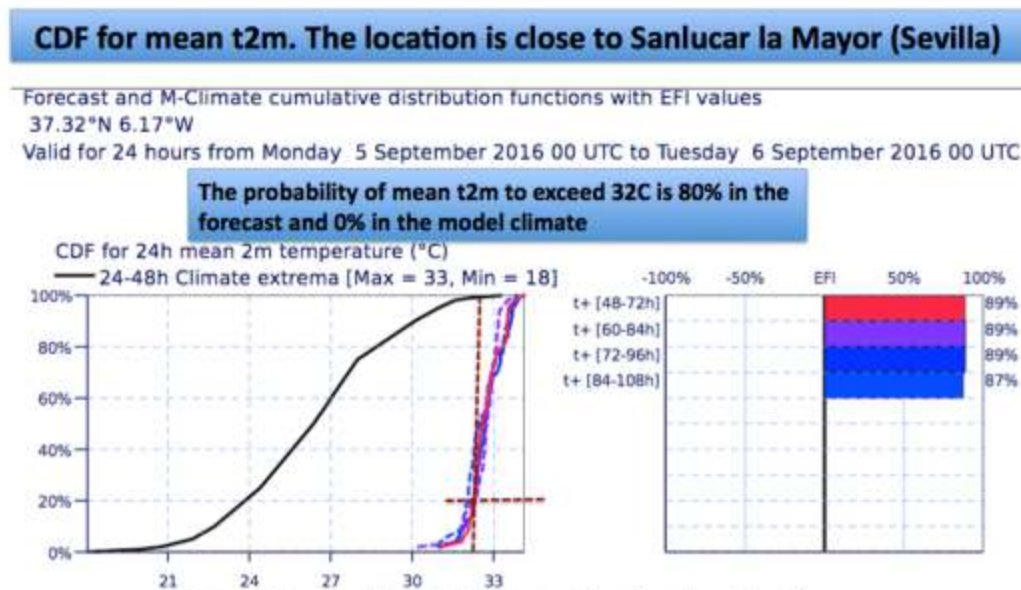 CDF for mean t2m. The location is close to Sanlucar la Mayor (Sevilla)
Forecast and M-Climate cumulative distribution functions with EFI values
37.32°N 6.17°W
Valid for 24 hours from Monday 5 September 2016 00 UTC to Tuesday 6 September 2016 00 UTC
The probability of mean t2m to exceed 32C is 80% in the
forecast and 0% in the model climate
CDF for 24h mean 2m temperature (°C)
24-48h Climate extrema [Max = 33, Min = 18]
100%
80%
60%
40%
20%
0%
21 24 27 30 33
-100% -50% EFI 50% 100%
t+ [48-72h] 89%
t+ [60-84h] 89%
t+ [72-96h] 89%
t+ [84-108h] 87%